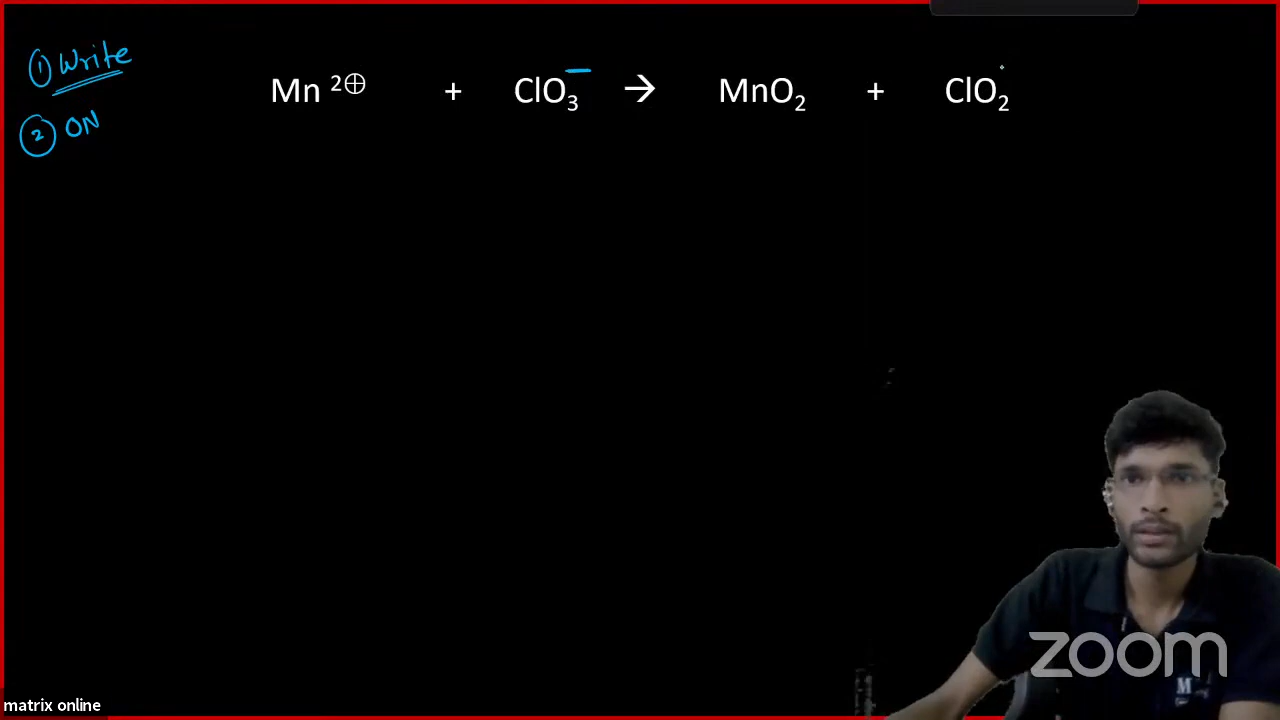 ① Write
Mn ²⊕ + ClO₃⁻ → MnO₂ + ClO₂
② ON
zoom
M
matrix online